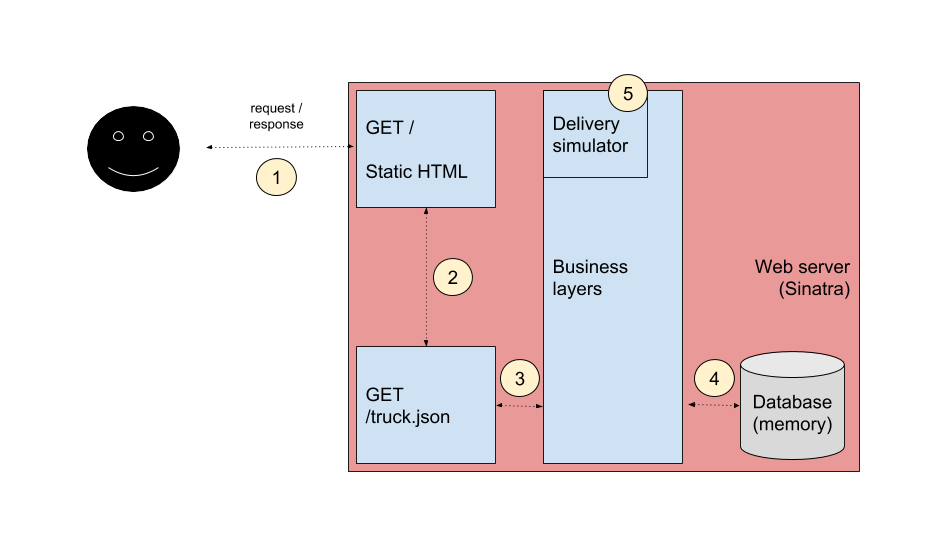 request /
response
1
GET /
Static HTML
2
GET
/truck.json
3
5
Delivery
simulator
Business
layers
4
Web server
(Sinatra)
Database
(memory)